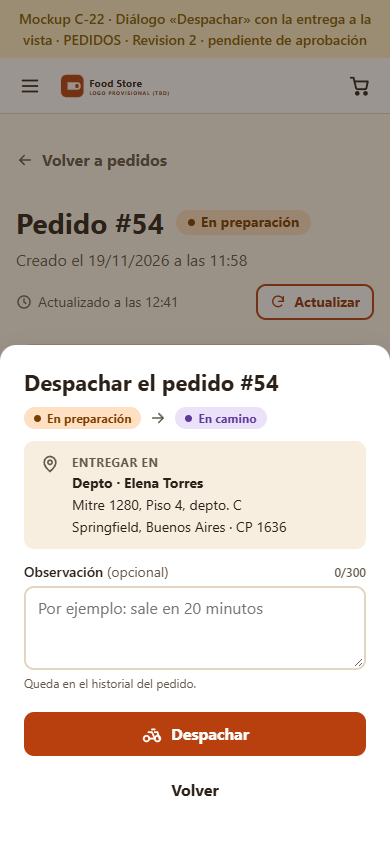 Mockup C-22 · Diálogo «Despachar» con la entrega a la
vista · PEDIDOS · Revision 2 · pendiente de aprobación
Food Store
LOGO PROVISIONAL (TBD)
Volver a pedidos
Pedido #54
En preparación
Creado el 19/11/2026 a las 11:58
Actualizado a las 12:41
Actualizar
Despachar el pedido #54
En preparación
En camino
ENTREGAR EN
Depto · Elena Torres
Mitre 1280, Piso 4, depto. C
Springfield, Buenos Aires · CP 1636
Observación (opcional)
0/300
Por ejemplo: sale en 20 minutos
Queda en el historial del pedido.
Despachar
Volver